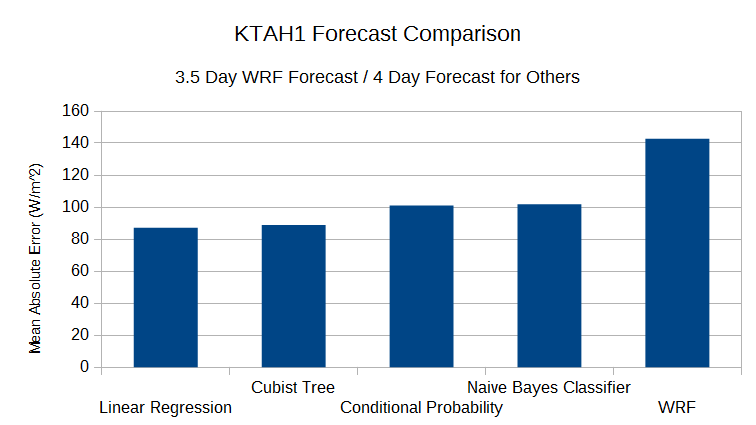 KTAH1 Forecast Comparison
3.5 Day WRF Forecast / 4 Day Forecast for Others
Mean Absolute Error (W/m^2)
160
140
120
100
80
60
40
20
0
Linear Regression
Cubist Tree
Conditional Probability
Naive Bayes Classifier
WRF